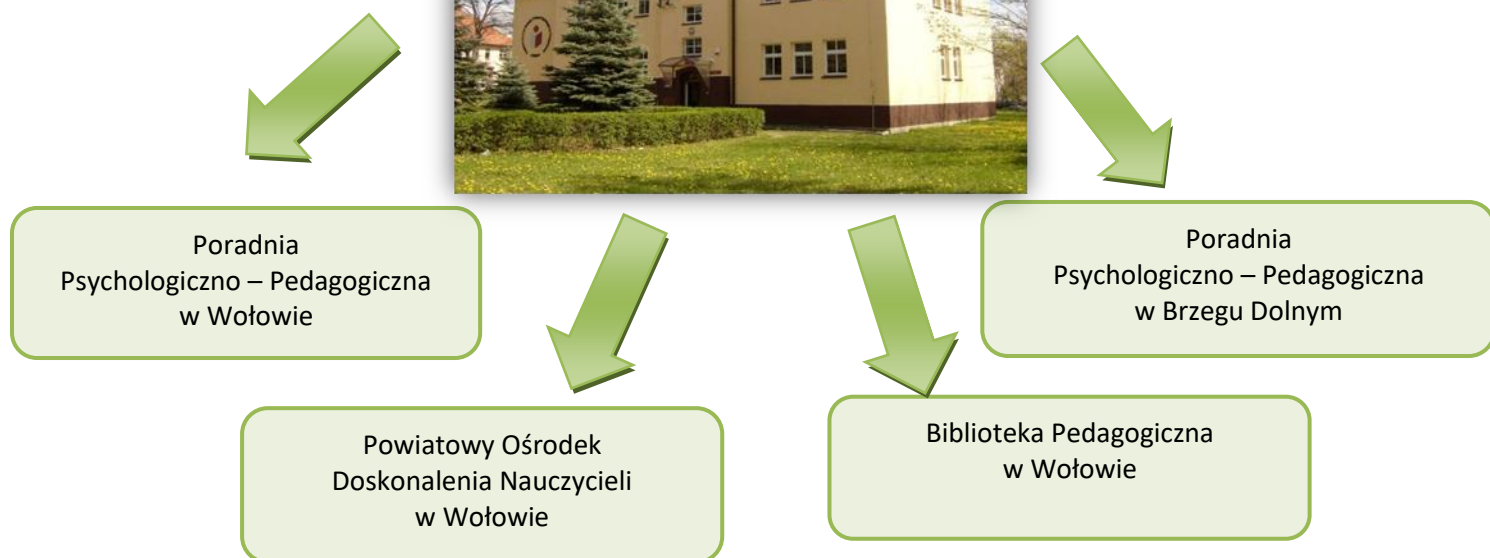 Poradnia
Psychologiczno – Pedagogiczna
w Wołowie
Poradnia
Psychologiczno – Pedagogiczna
w Brzegu Dolnym
Powiatowy Ośrodek
Doskonalenia Nauczycieli
w Wołowie
Biblioteka Pedagogiczna
w Wołowie